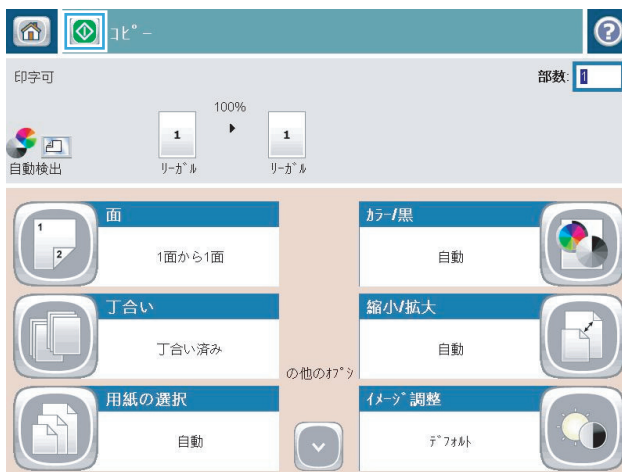 コピー
印字可
部数: 1
100%
1
1
自動検出
リーガル
リーガル
面
1
2
1面から1面
カラー/黒
自動
丁合い
丁合い済み
縮小/拡大
自動
の他のオプシ
用紙の選択
自動
イメージ調整
デフォルト